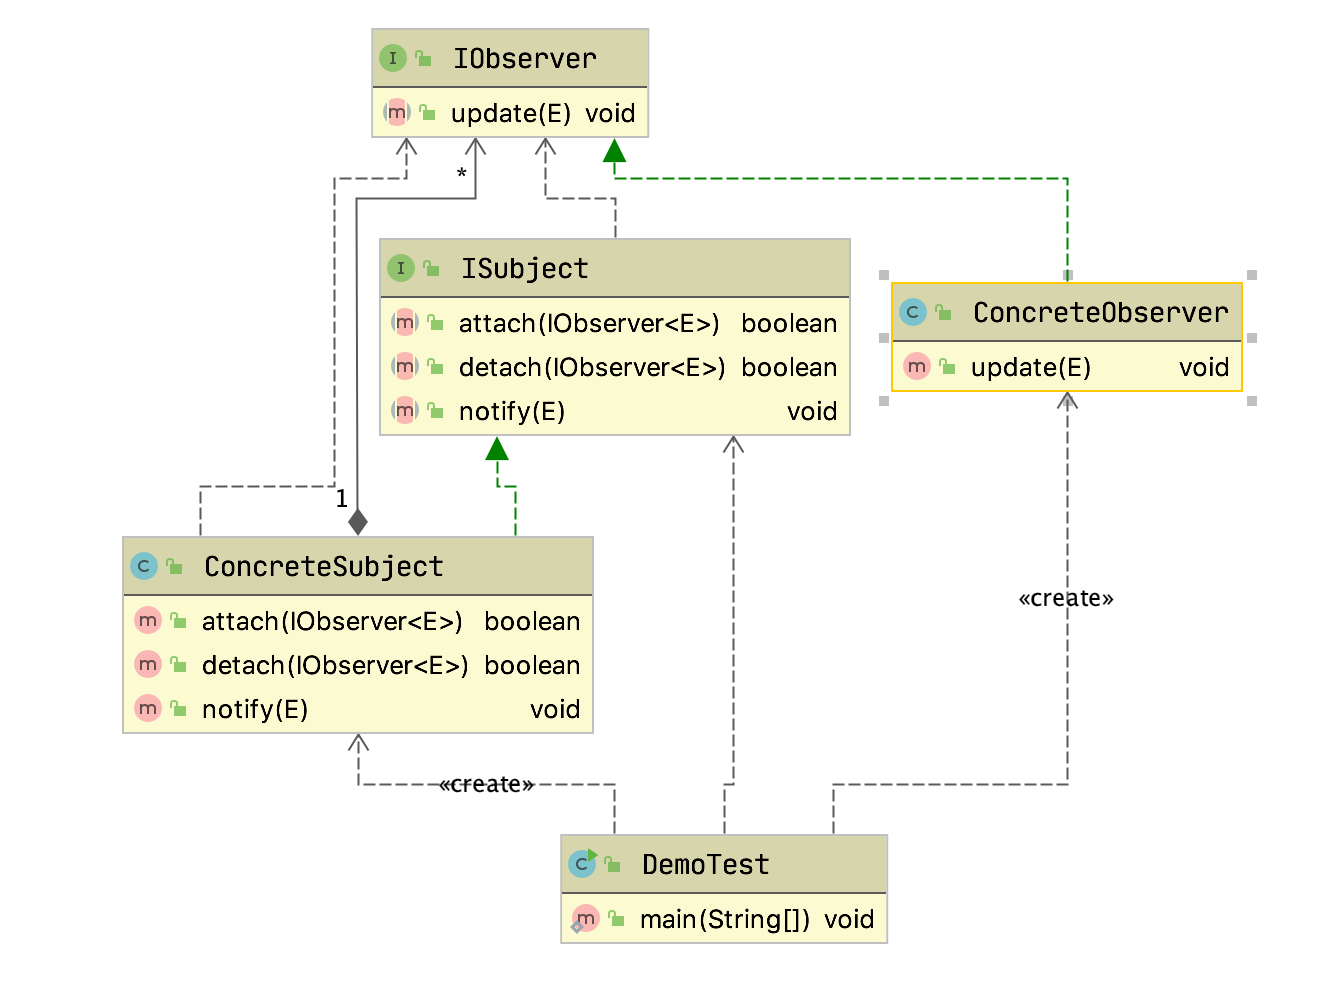 I IObserver
m update(E) void
*
I ISubject
m attach(IObserver<E>) boolean
m detach(IObserver<E>) boolean
m notify(E) void
C ConcreteObserver
m update(E) void
1
C ConcreteSubject
m attach(IObserver<E>) boolean
m detach(IObserver<E>) boolean
m notify(E) void
«create»
«create»
C DemoTest
m main(String[]) void